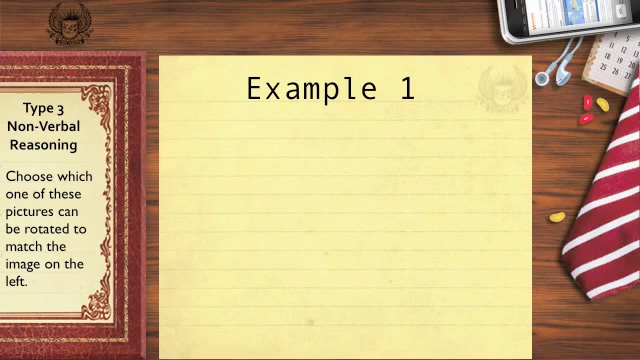 Example 1
Type 3
Non-Verbal
Reasoning
Choose which
one of these
pictures can
be rotated to
match the
image on the
left.